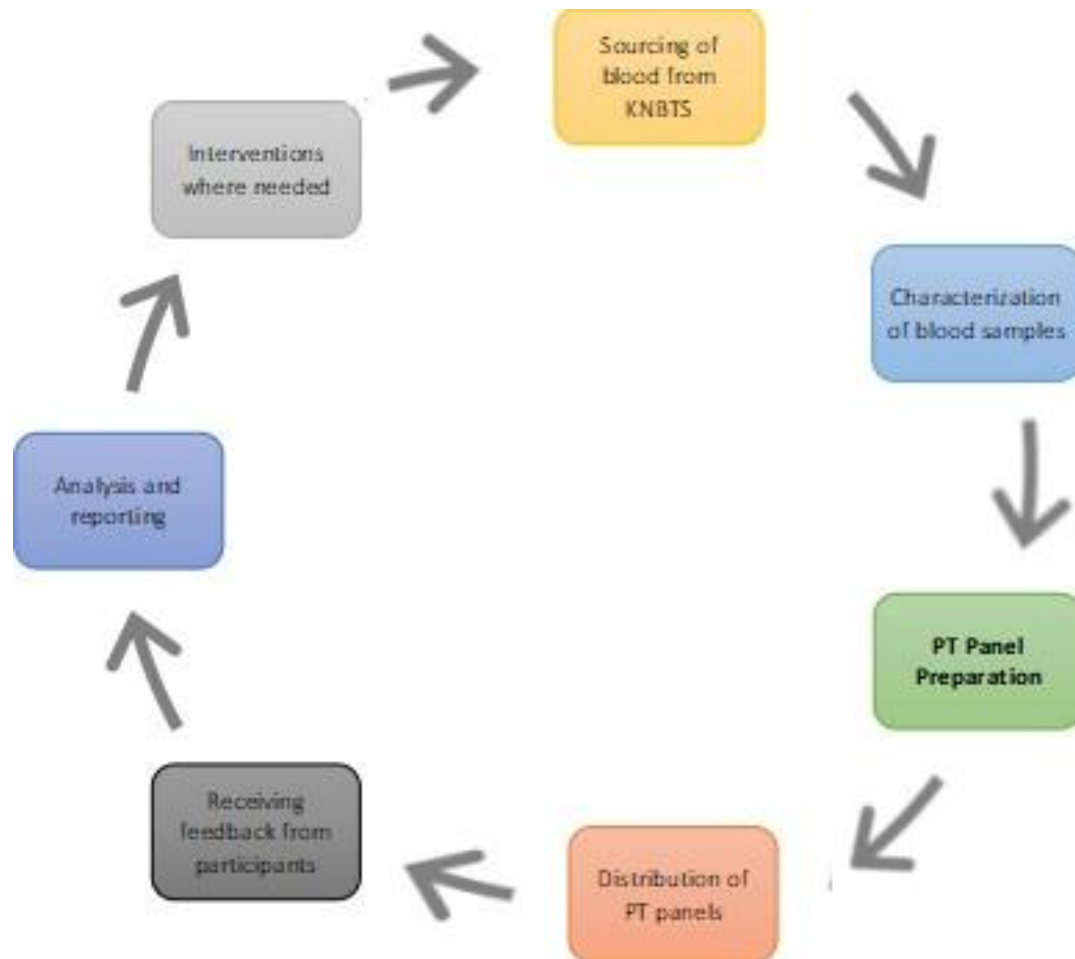 Sourcing of
blood from
KNBTS
Characterization
of blood samples
PT Panel
Preparation
Distribution of
PT panels
Receiving
feedback from
participants
Analysis and
reporting
Interventions
where needed